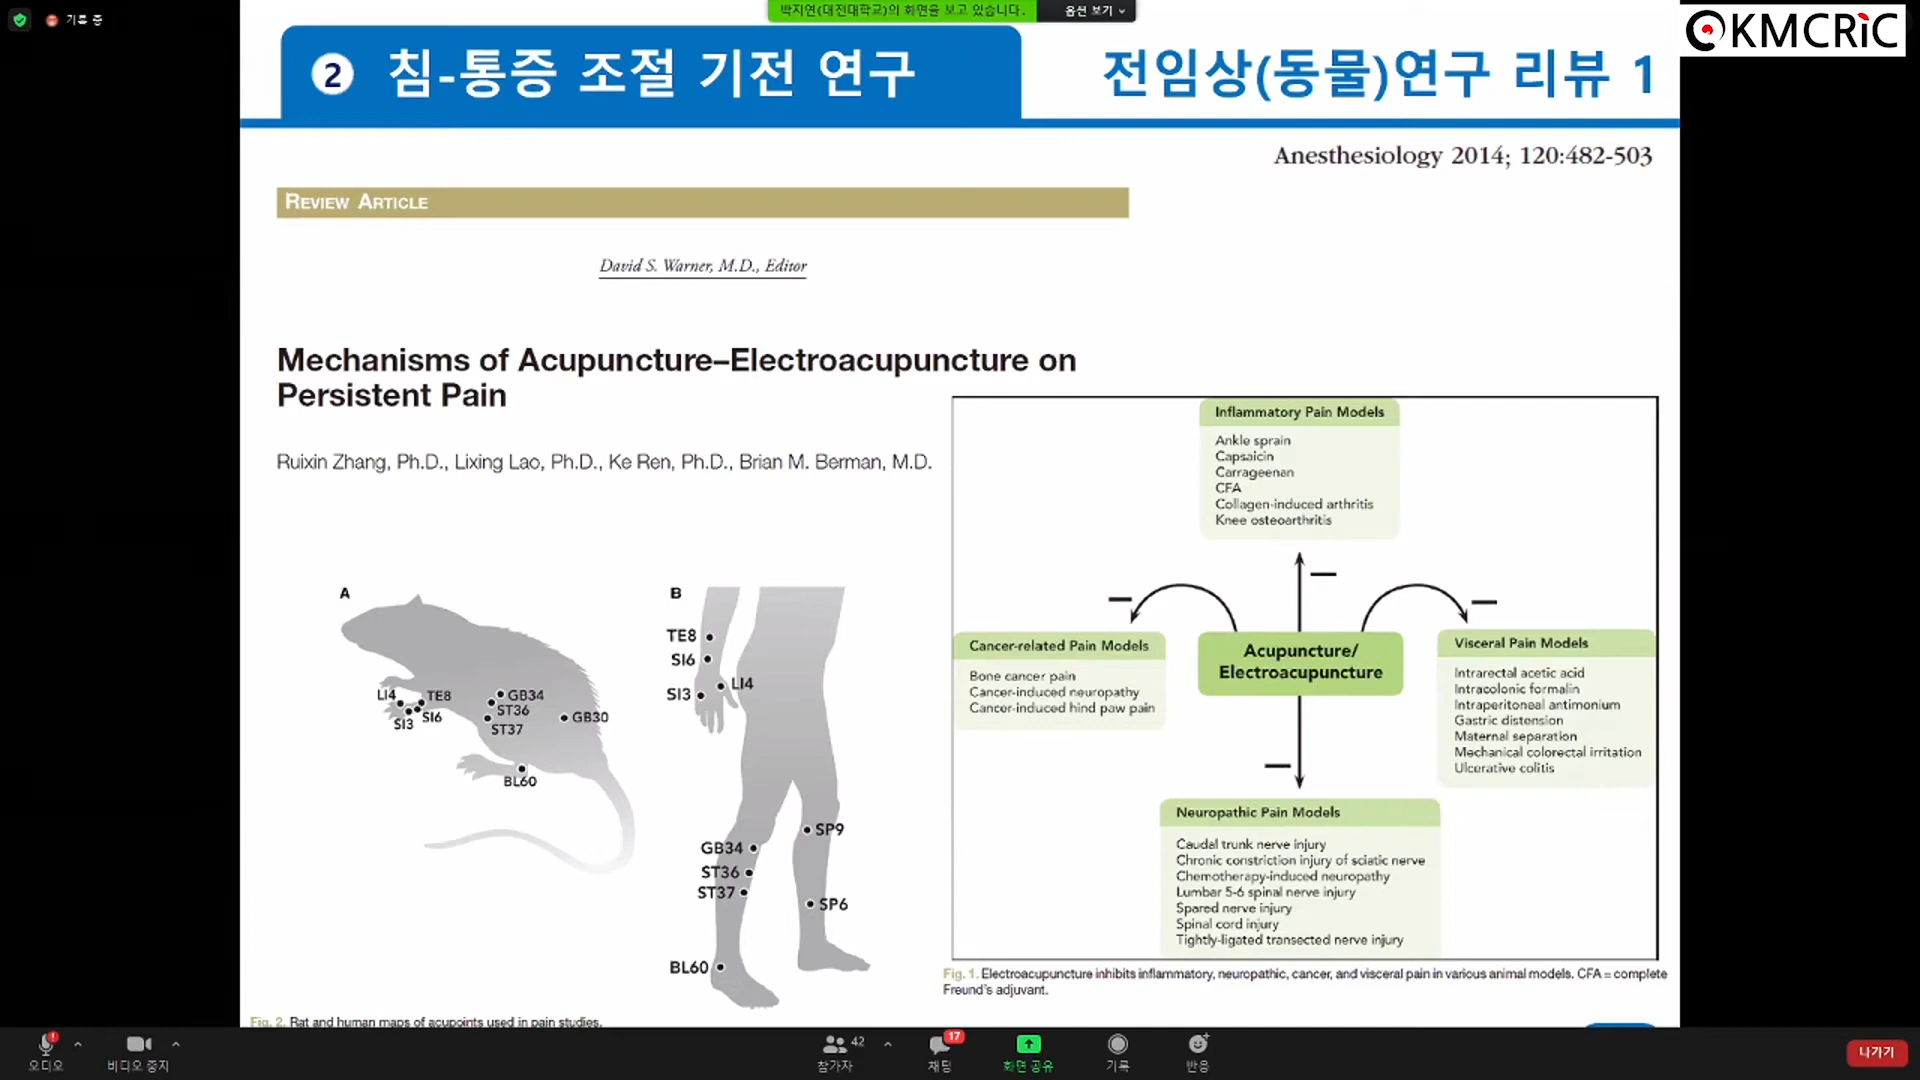 기록 중
박지연(대전대학교)의 화면을 보고 있습니다.
옵션 보기
KMCRiC
2 침-통증 조절 기전 연구
전임상(동물)연구 리뷰 1
Anesthesiology 2014; 120:482-503
REVIEW ARTICLE
David S. Warner, M.D., Editor
Mechanisms of Acupuncture–Electroacupuncture on
Persistent Pain
Ruixin Zhang, Ph.D., Lixing Lao, Ph.D., Ke Ren, Ph.D., Brian M. Berman, M.D.
A
LI4
TE8
SI3
SI6
GB34
ST36
ST37
GB30
BL60
B
TE8
SI6
SI3
LI4
SP9
GB34
ST36
ST37
SP6
BL60
Fig. 2. Rat and human maps of acupoints used in pain studies.
Inflammatory Pain Models
Ankle sprain
Capsaicin
Carrageenan
CFA
Collagen-induced arthritis
Knee osteoarthritis
Cancer-related Pain Models
Bone cancer pain
Cancer-induced neuropathy
Cancer-induced hind paw pain
Acupuncture/
Electroacupuncture
Visceral Pain Models
Intrarectal acetic acid
Intracolonic formalin
Intraperitoneal antimonium
Gastric distension
Maternal separation
Mechanical colorectal irritation
Ulcerative colitis
Neuropathic Pain Models
Caudal trunk nerve injury
Chronic constriction injury of sciatic nerve
Chemotherapy-induced neuropathy
Lumbar 5-6 spinal nerve injury
Spared nerve injury
Spinal cord injury
Tightly-ligated transected nerve injury
Fig. 1. Electroacupuncture inhibits inflammatory, neuropathic, cancer, and visceral pain in various animal models. CFA = complete
Freund's adjuvant.
오디오
비디오 중지
42
참가자
17
채팅
화면 공유
기록
반응
나가기